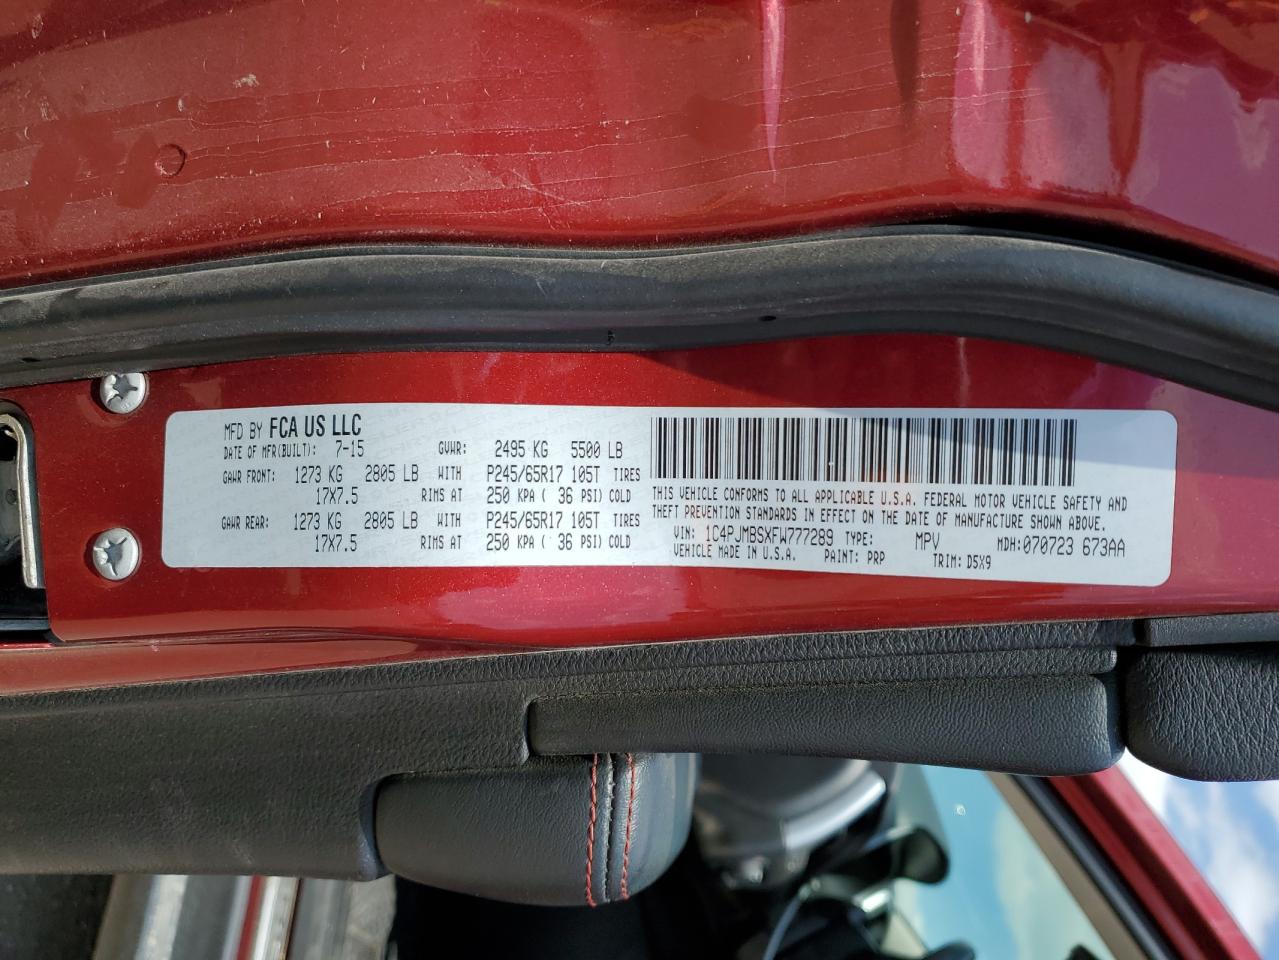 MFD BY FCA US LLC
DATE OF MFR(BUILT): 7-15 GVWR: 2495 KG 5500 LB
GAWR FRONT: 1273 KG 2805 LB WITH P245/65R17 105T TIRES
17X7.5 RIMS AT 250 KPA ( 36 PSI) COLD
GAWR REAR: 1273 KG 2805 LB WITH P245/65R17 105T TIRES
17X7.5 RIMS AT 250 KPA ( 36 PSI) COLD
THIS VEHICLE CONFORMS TO ALL APPLICABLE U.S.A. FEDERAL MOTOR VEHICLE SAFETY AND
THEFT PREVENTION STANDARDS IN EFFECT ON THE DATE OF MANUFACTURE SHOWN ABOVE.
VIN: 1C4PJMBSXFW777289 TYPE: MPV MDH:070723 673AA
VEHICLE MADE IN U.S.A. PAINT: PRP TRIM: D5X9